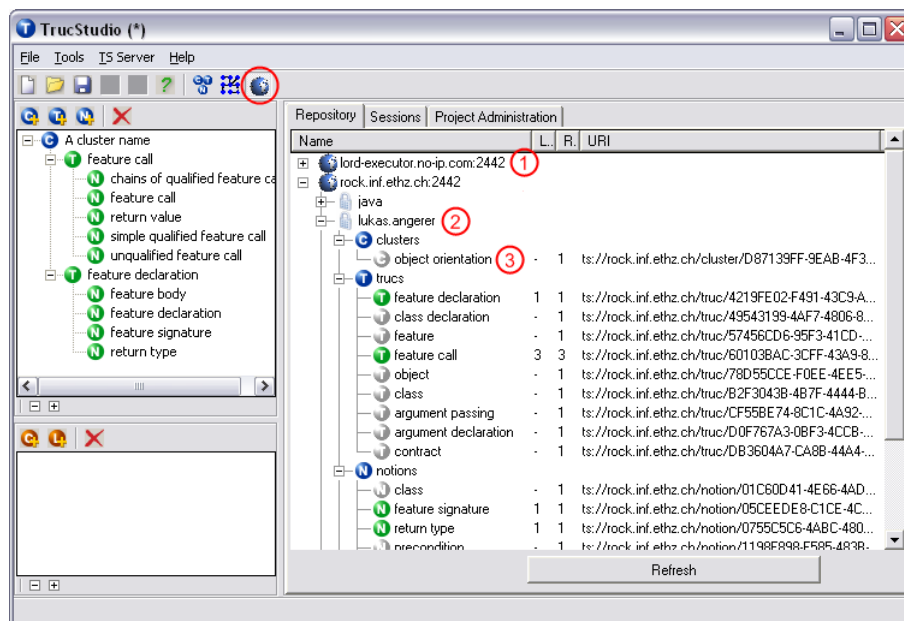 TrucStudio (*)
File Tools TS Server Help
A cluster name
feature call
chains of qualified feature ca
feature call
return value
simple qualified feature call
unqualified feature call
feature declaration
feature body
feature declaration
feature signature
return type
Repository Sessions Project Administration
Name L.. R. URI
lord-executor.no-ip.com:2442 1
rock.inf.ethz.ch:2442
java
lukas.angerer 2
clusters
object orientation 3 - 1 ts://rock.inf.ethz.ch/cluster/D87139FF-9EAB-4F3...
trucs
feature declaration 1 1 ts://rock.inf.ethz.ch/truc/4219FE02-F491-43C9-A...
class declaration - 1 ts://rock.inf.ethz.ch/truc/49543199-4AF7-4806-8...
feature - 1 ts://rock.inf.ethz.ch/truc/57456CD6-95F3-41CD-...
feature call 3 3 ts://rock.inf.ethz.ch/truc/60103BAC-3CFF-43A9-8...
object - 1 ts://rock.inf.ethz.ch/truc/78D55CCE-F0EE-4EE5-...
class - 1 ts://rock.inf.ethz.ch/truc/B2F3043B-4B7F-4444-B...
argument passing - 1 ts://rock.inf.ethz.ch/truc/CF55BE74-8C1C-4A92-...
argument declaration - 1 ts://rock.inf.ethz.ch/truc/D0F767A3-0BF3-4CCB-...
contract - 1 ts://rock.inf.ethz.ch/truc/DB3604A7-CA8B-44A4-...
notions
class - 1 ts://rock.inf.ethz.ch/notion/01C60D41-4E66-4AD...
feature signature 1 1 ts://rock.inf.ethz.ch/notion/05CEEDE8-C1CE-4C...
return type 1 1 ts://rock.inf.ethz.ch/notion/0755C5C6-4ABC-480...
precondition - 1 ts://rock.inf.ethz.ch/notion/1198F898-F585-483B-
Refresh